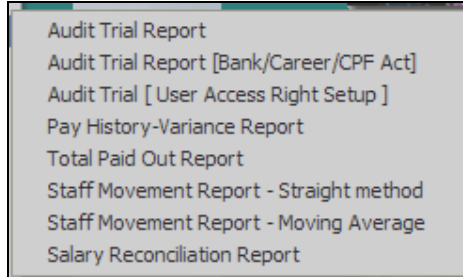 Audit Trial Report
Audit Trial Report [Bank/Career/CPF Act]
Audit Trial [ User Access Right Setup ]
Pay History-Variance Report
Total Paid Out Report
Staff Movement Report - Straight method
Staff Movement Report - Moving Average
Salary Reconciliation Report